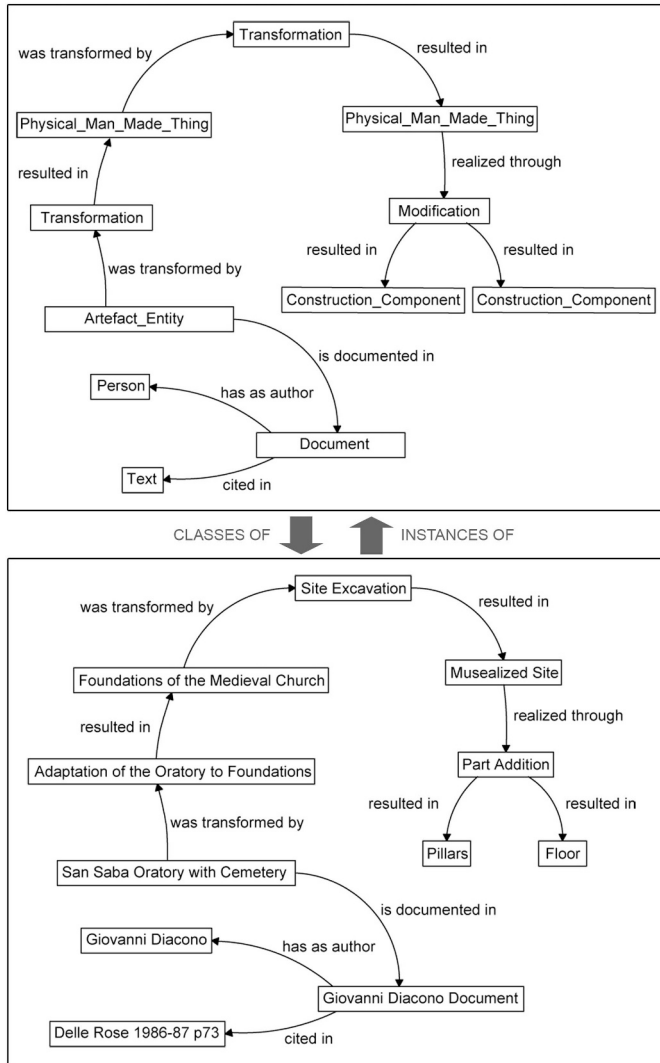 Transformation
was transformed by
resulted in
Physical_Man_Made_Thing
Physical_Man_Made_Thing
realized through
resulted in
Transformation
Modification
resulted in
resulted in
was transformed by
Construction_Component
Construction_Component
Artefact_Entity
is documented in
Person
has as author
Document
Text
cited in
CLASSES OF
INSTANCES OF
Site Excavation
was transformed by
resulted in
Foundations of the Medieval Church
Musealized Site
realized through
resulted in
Adaptation of the Oratory to Foundations
Part Addition
resulted in
resulted in
was transformed by
Pillars
Floor
San Saba Oratory with Cemetery
is documented in
Giovanni Diacono
has as author
Giovanni Diacono Document
Delle Rose 1986-87 p73
cited in